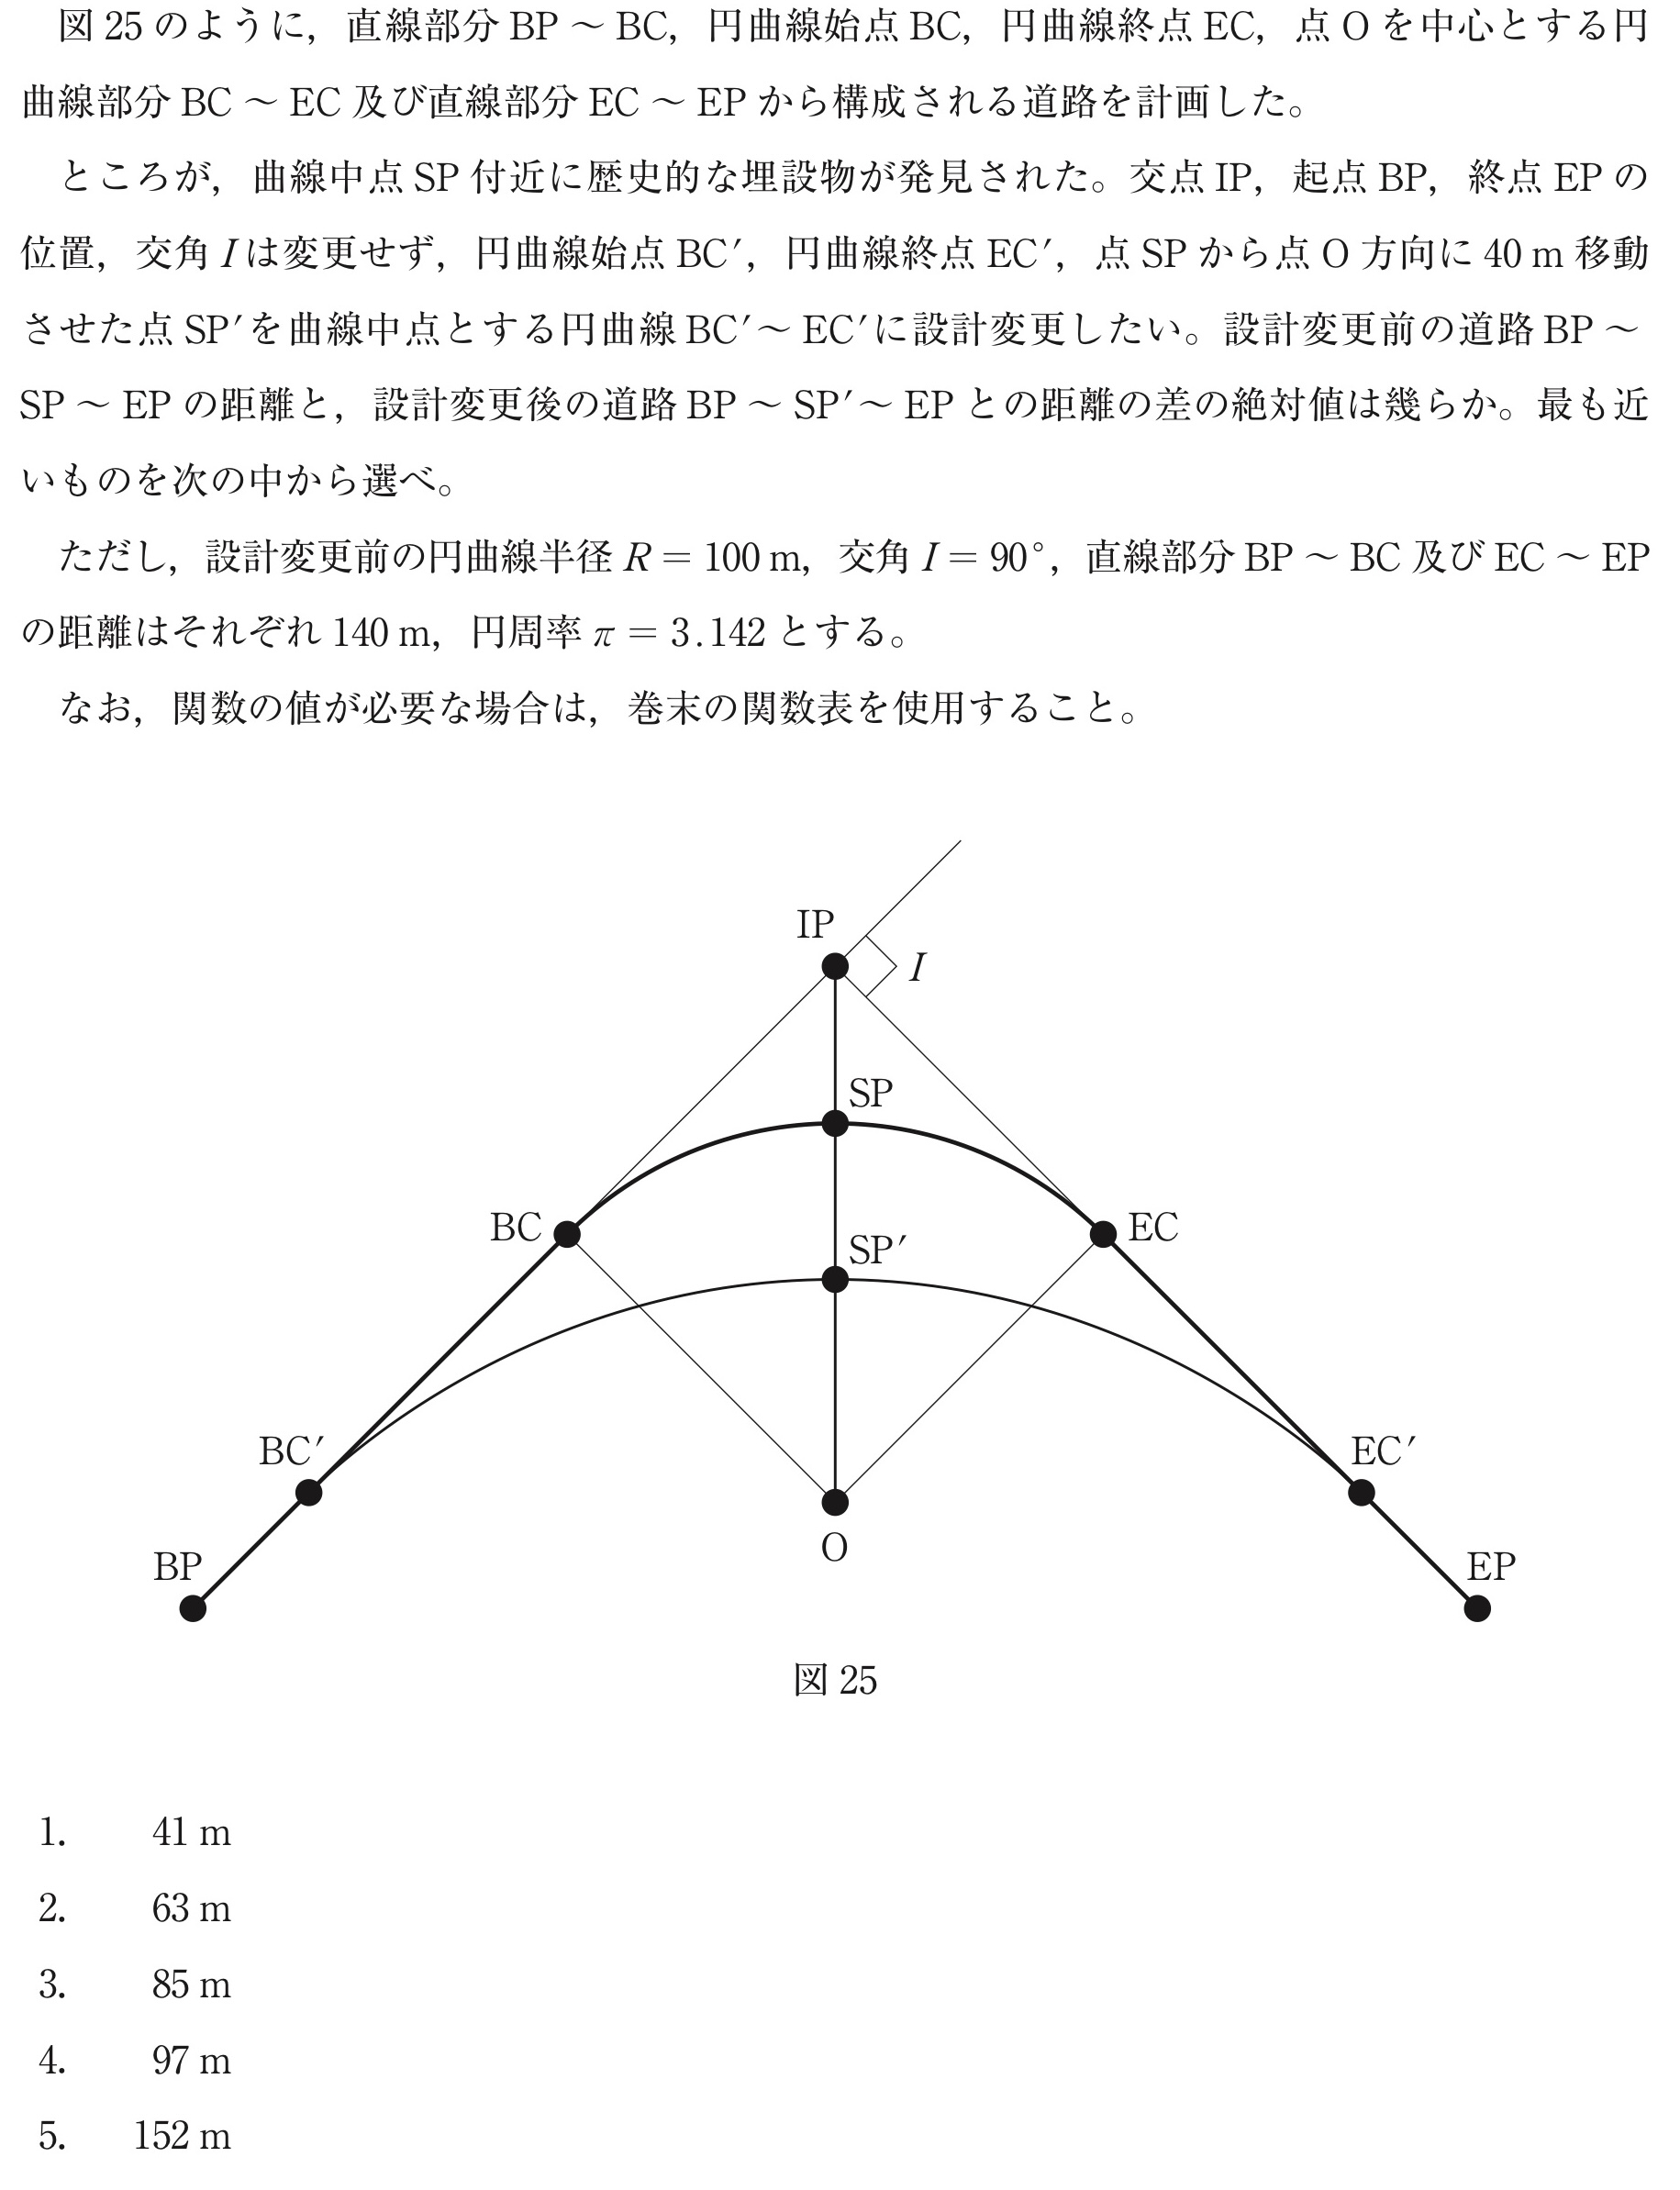 図 25 のように，直線部分 BP ～ BC，円曲線始点 BC，円曲線終点 EC，点 O を中心とする円
曲線部分 BC ～ EC 及び直線部分 EC ～ EP から構成される道路を計画した。
ところが，曲線中点 SP 付近に歴史的な埋設物が発見された。交点 IP，起点 BP，終点 EP の
位置，交角 I は変更せず，円曲線始点 BC′，円曲線終点 EC′，点 SP から点 O 方向に 40 m 移動
させた点 SP′を曲線中点とする円曲線 BC′～ EC′に設計変更したい。設計変更前の道路 BP ～
SP ～ EP の距離と，設計変更後の道路 BP ～ SP′～ EP との距離の差の絶対値は幾らか。最も近
いものを次の中から選べ。
ただし，設計変更前の円曲線半径 R = 100 m，交角 I = 90°，直線部分 BP ～ BC 及び EC ～ EP
の距離はそれぞれ 140 m，円周率 π = 3.142 とする。
なお，関数の値が必要な場合は，巻末の関数表を使用すること。
IP
I
SP
BC
EC
SP′
BC′
EC′
O
BP
EP
図 25
1. 41 m
2. 63 m
3. 85 m
4. 97 m
5. 152 m